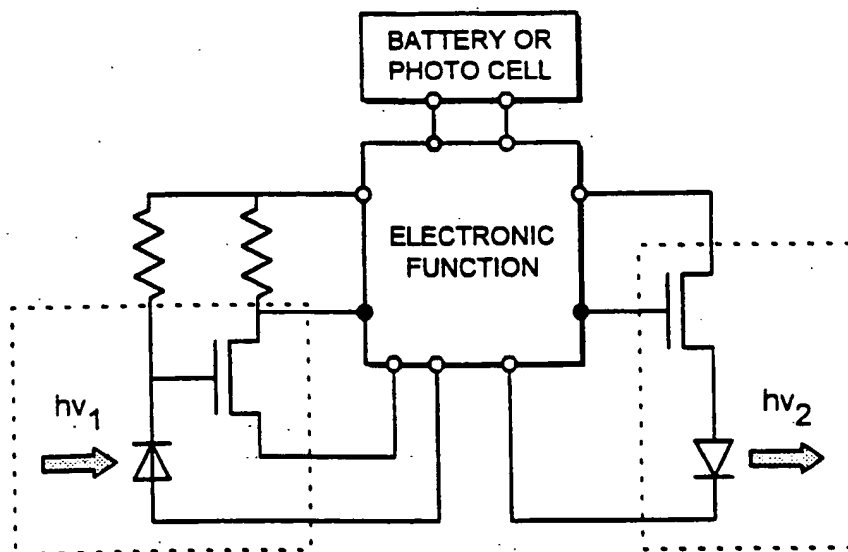 BATTERY OR
PHOTO CELL
ELECTRONIC
FUNCTION
hv₁
hv₂